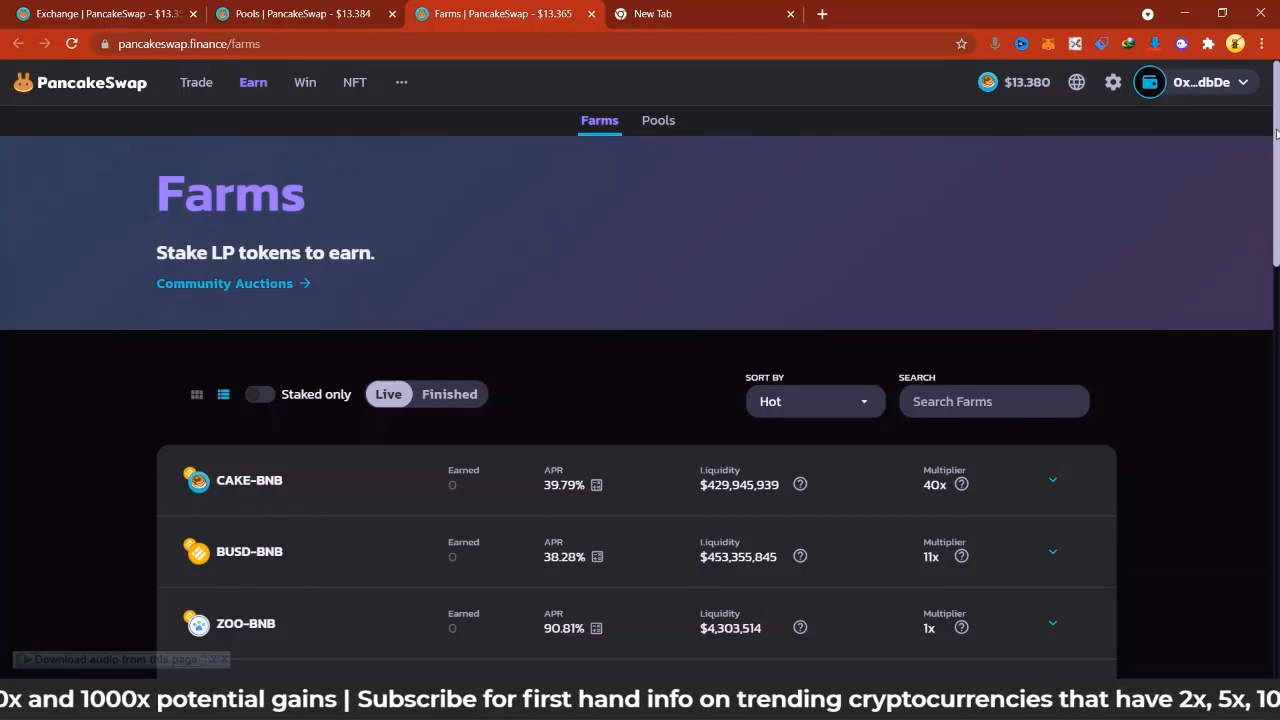 Exchange | PancakeSwap - $13.3
Pools | PancakeSwap - $13.384
Farms | PancakeSwap - $13.365
New Tab
pancakeswap.finance/farms
PancakeSwap
Trade
Earn
Win
NFT
$13.380
0x...dbDe
Farms
Pools
Farms
Stake LP tokens to earn.
Community Auctions →
Staked only
Live
Finished
SORT BY
Hot
SEARCH
Search Farms
CAKE-BNB
Earned
0
APR
39.79%
Liquidity
$429,945,939
Multiplier
40x
BUSD-BNB
Earned
0
APR
38.28%
Liquidity
$453,355,845
Multiplier
11x
ZOO-BNB
Earned
0
APR
90.81%
Liquidity
$4,303,514
Multiplier
1x
Download audio from this page
0x and 1000x potential gains | Subscribe for first hand info on trending cryptocurrencies that have 2x, 5x, 10